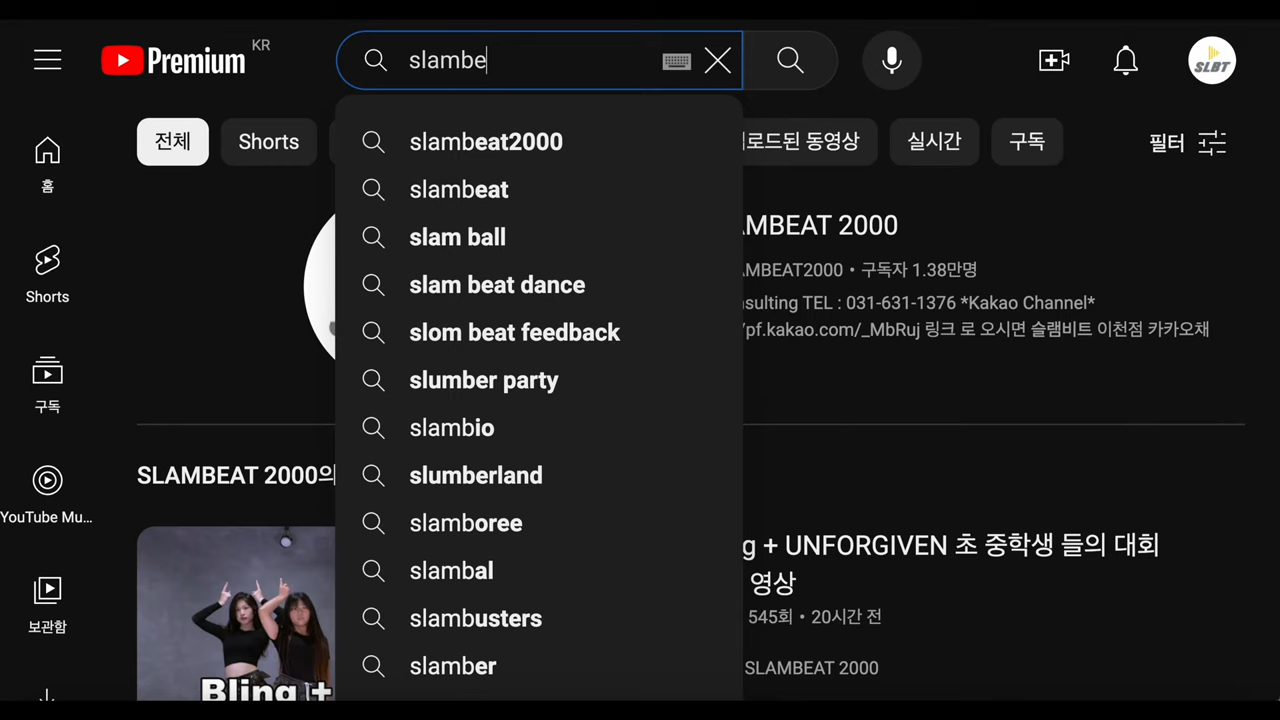 Premium KR
slambe
SLBT
전체
Shorts
로드된 동영상
실시간
구독
필터
홈
Shorts
구독
YouTube Mu...
보관함
slambeat2000
slambeat
slam ball
slam beat dance
slom beat feedback
slumber party
slambio
slumberland
slamboree
slambal
slambusters
slamber
AMBEAT 2000
AMBEAT2000 • 구독자 1.38만명
nsulting TEL : 031-631-1376 *Kakao Channel*
/pf.kakao.com/_MbRuj 링크 로 오시면 슬램비트 이천점 카카오채
SLAMBEAT 2000의
Bling +
g + UNFORGIVEN 초 중학생 들의 대회
영상
545회 • 20시간 전
SLAMBEAT 2000